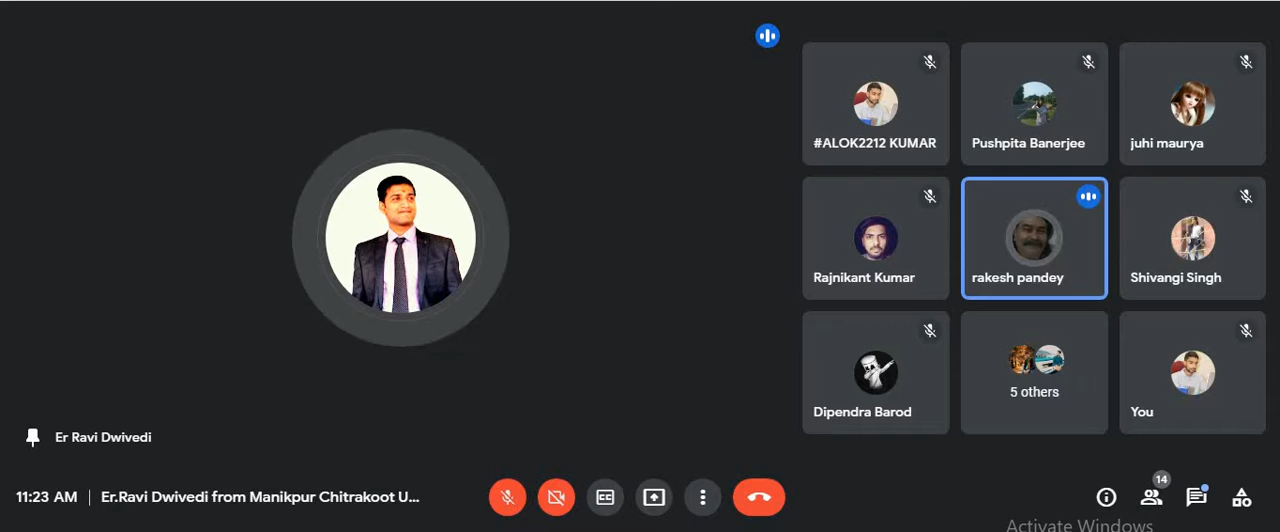 #ALOK2212 KUMAR
Pushpita Banerjee
juhi maurya
Rajnikant Kumar
rakesh pandey
Shivangi Singh
Dipendra Barod
5 others
You
Er Ravi Dwivedi
11:23 AM | Er.Ravi Dwivedi from Manikpur Chitrakoot U...
CC
14
Activate Windows